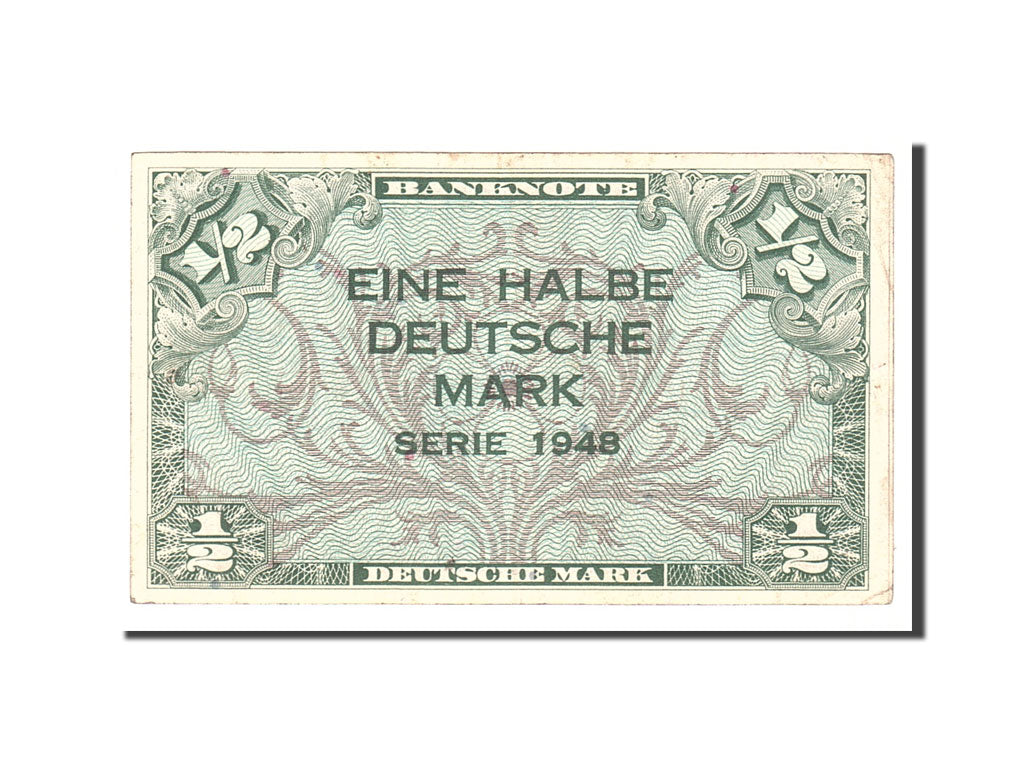 BANKNOTE
1/2
1/2
EINE HALBE
DEUTSCHE
MARK
SERIE 1948
1/2
1/2
DEUTSCHE MARK